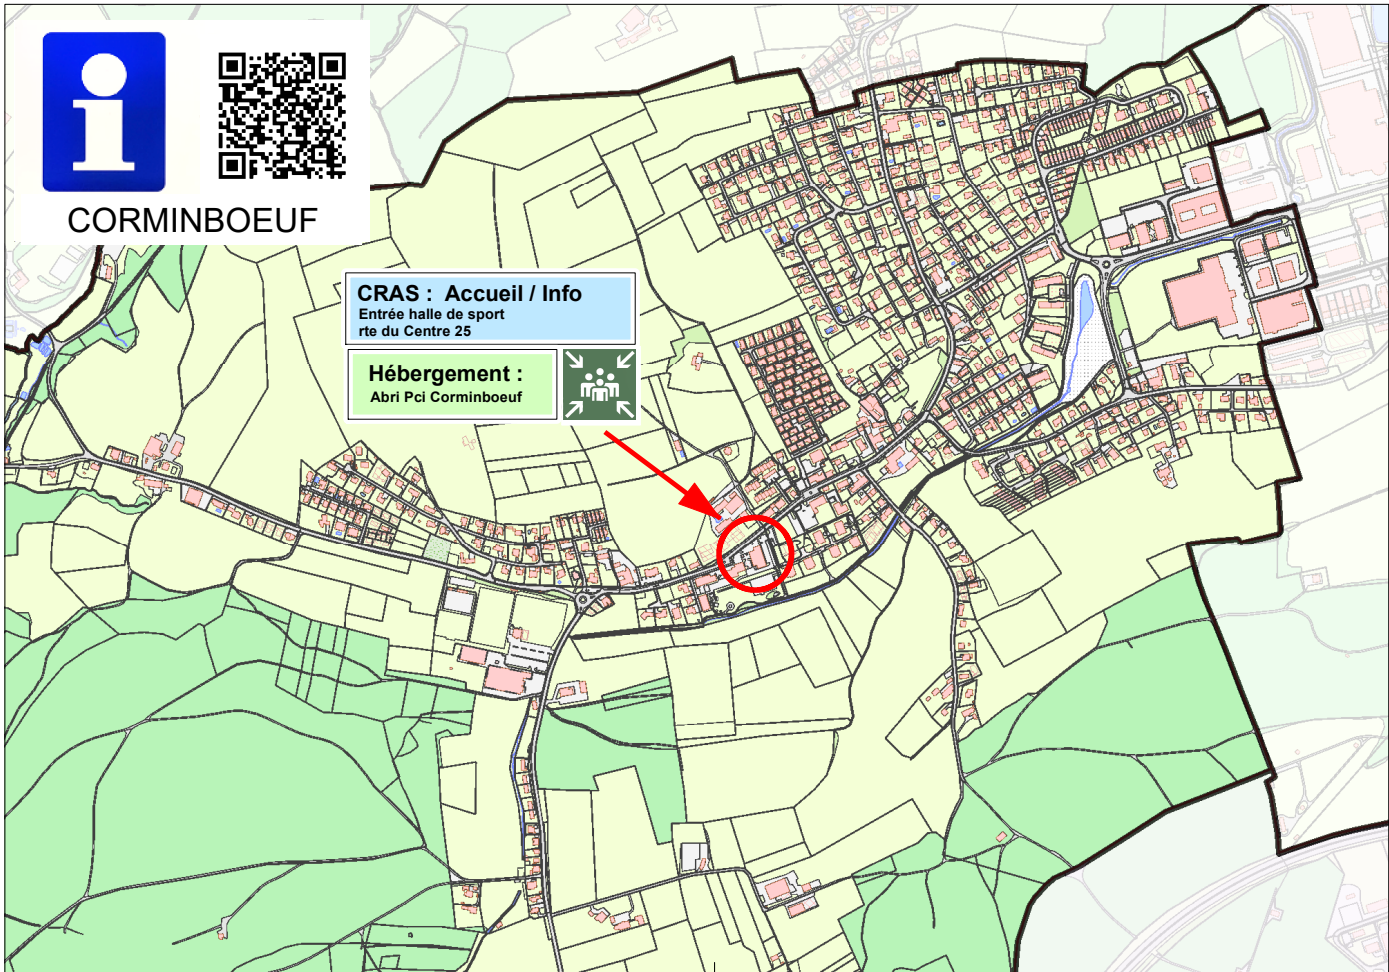 CORMINBOEUF
CRAS : Accueil / Info
Entrée halle de sport
rte du Centre 25
Hébergement :
Abri Pci Corminboeuf